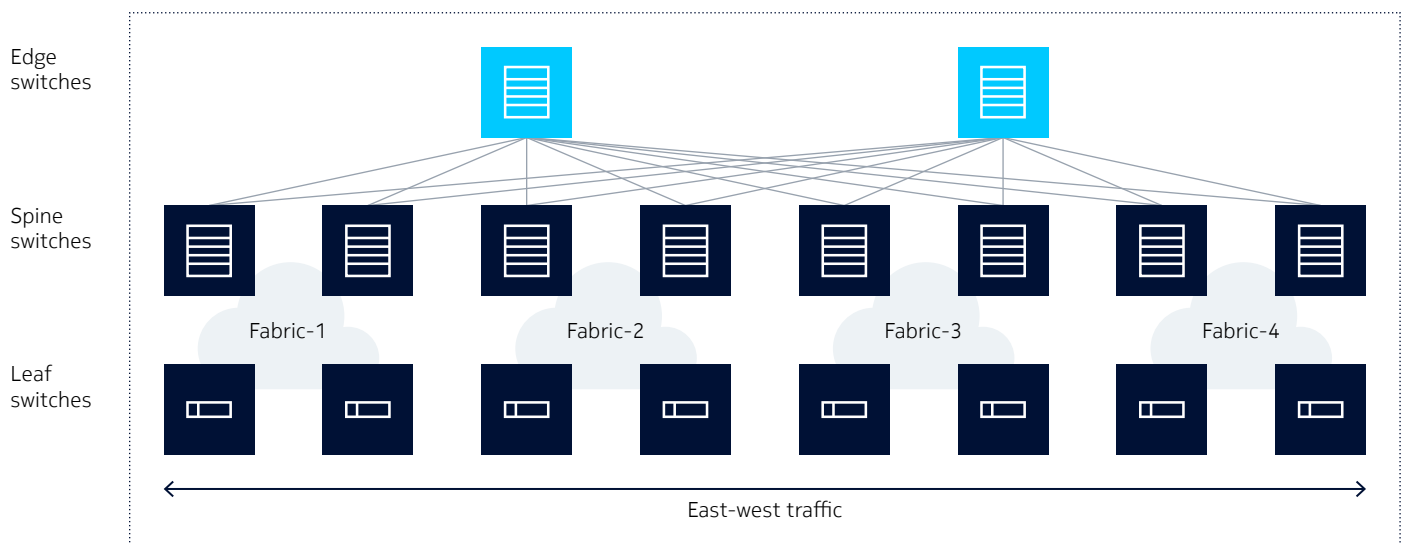 Edge
switches
Spine
switches
Fabric-1
Fabric-2
Fabric-3
Fabric-4
Leaf
switches
East-west traffic